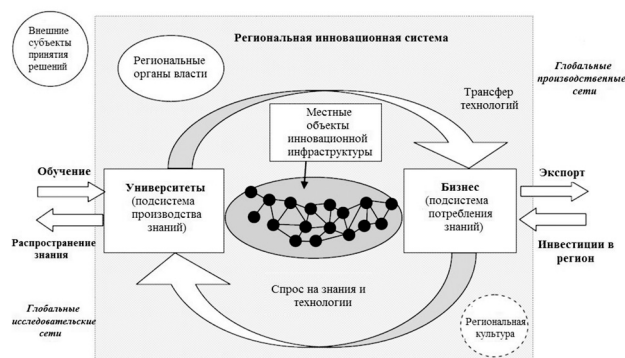 Внешние
субъекты
принятия
решений
Региональная инновационная система
Региональные
органы власти
Глобальные
производственные
сети
Трансфер
технологий
Местные
объекты
инновационной
инфраструктуры
Обучение
Университеты
(подсистема
производства
знаний)
Бизнес
(подсистема
потребления
знаний)
Экспорт
Распространение
знания
Инвестиции в
регион
Спрос на знания и
технологии
Глобальные
исследовательские
сети
Региональная
культура